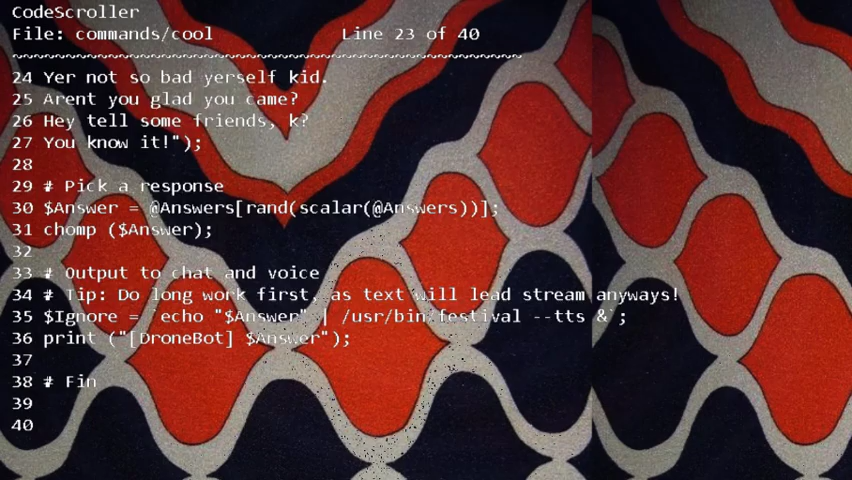 CodeScroller
File: commands/cool Line 23 of 40
~~~~~~~~~~~~~~~~~~~~~~~~~~~~~~~~~~~~~~~~~~~~~~~~~~~~~~~~~~~~~~~~~~~~~~
24 Yer not so bad yerself kid.
25 Arent you glad you came?
26 Hey tell some friends, k?
27 You know it!");
28
29 # Pick a response
30 $Answer = @Answers[rand(scalar(@Answers))];
31 chomp ($Answer);
32
33 # Output to chat and voice
34 # Tip: Do long work first, as text will lead stream anyways!
35 $Ignore = `echo "$Answer" | /usr/bin/festival --tts &`;
36 print ("[DroneBot] $Answer");
37
38 # Fin
39
40